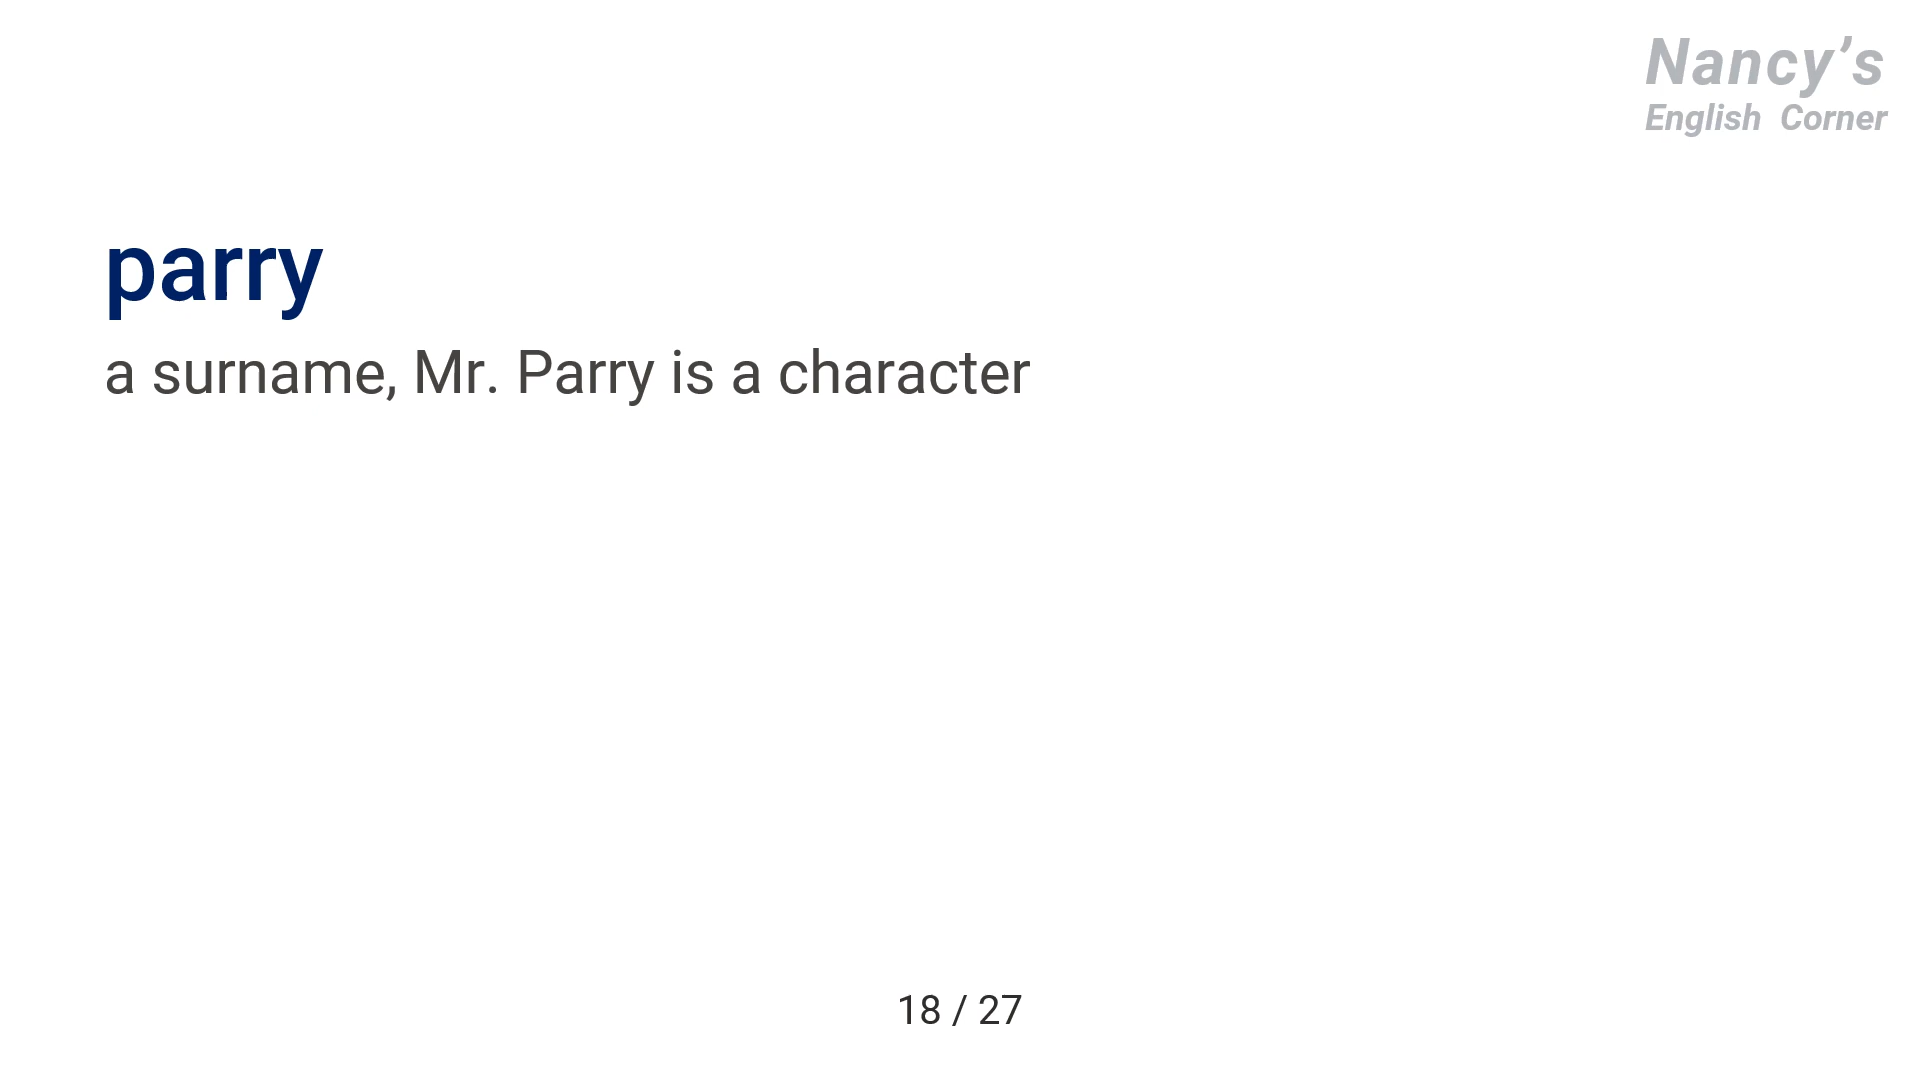 Nancy’s
English Corner
parry
a surname, Mr. Parry is a character
18 / 27